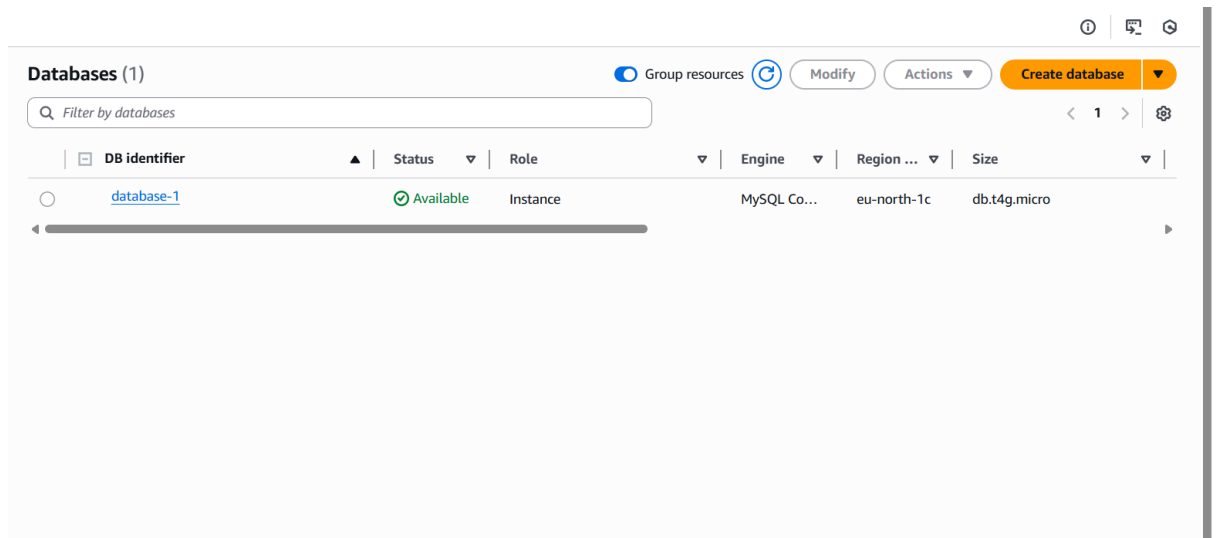 Databases (1)
Group resources
Modify
Actions
Create database
Filter by databases
1
DB identifier
Status
Role
Engine
Region ...
Size
database-1
Available
Instance
MySQL Co...
eu-north-1c
db.t4g.micro